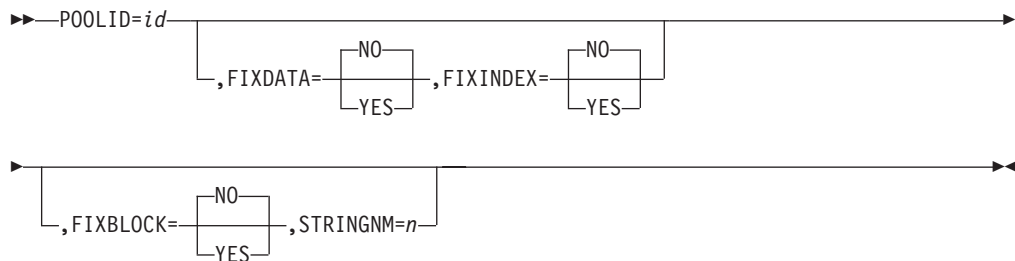 POOLID=id
NO NO
,FIXDATA= ,FIXINDEX=
YES YES
NO
,FIXBLOCK= ,STRINGNM=n
YES